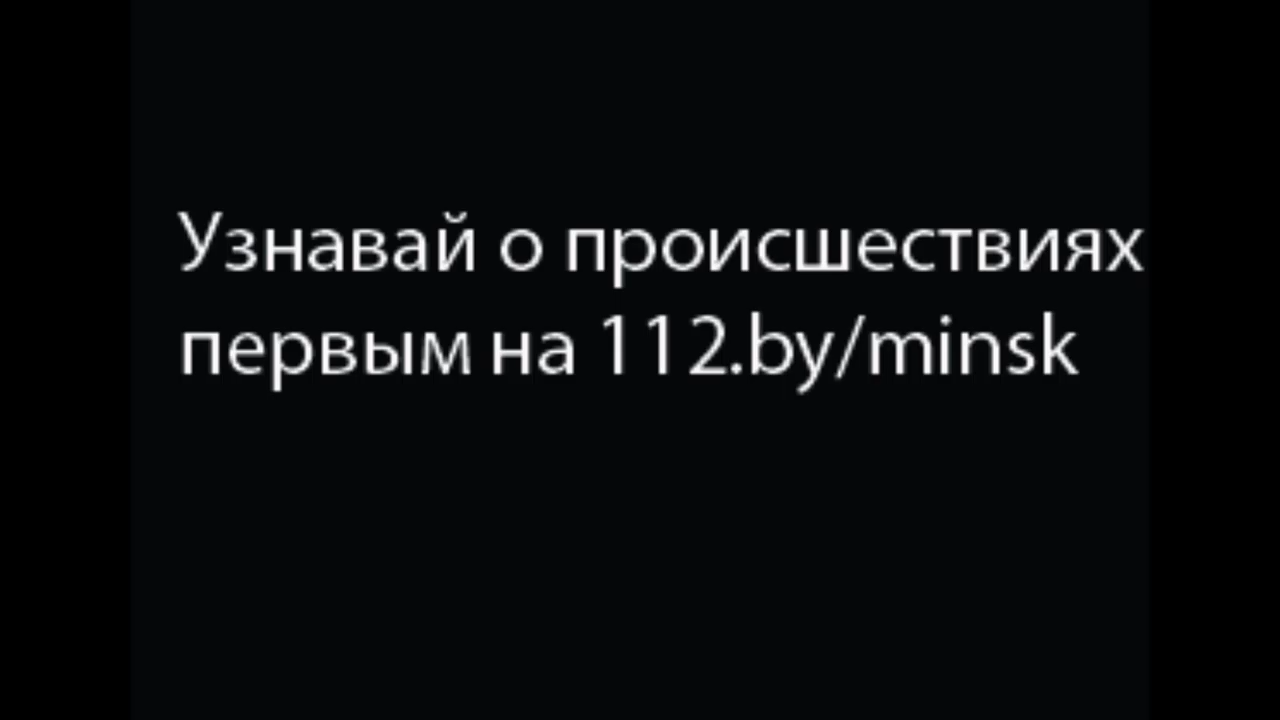 Узнавай о происшествиях
первым на 112.by/minsk